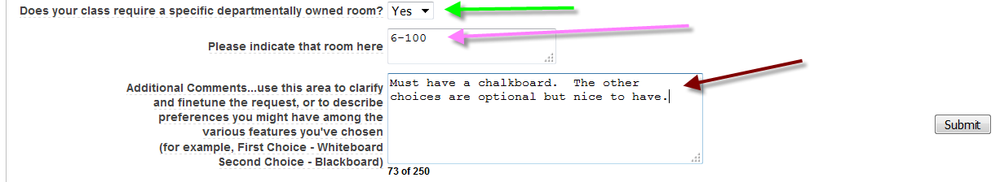 Does your class require a specific departmentally owned room? Yes
Please indicate that room here 6-100
Additional Comments...use this area to clarify
and finetune the request, or to describe
preferences you might have among the
various features you've chosen
(for example, First Choice - Whiteboard
Second Choice - Blackboard)
Must have a chalkboard.  The other
choices are optional but nice to have.
73 of 250
Submit